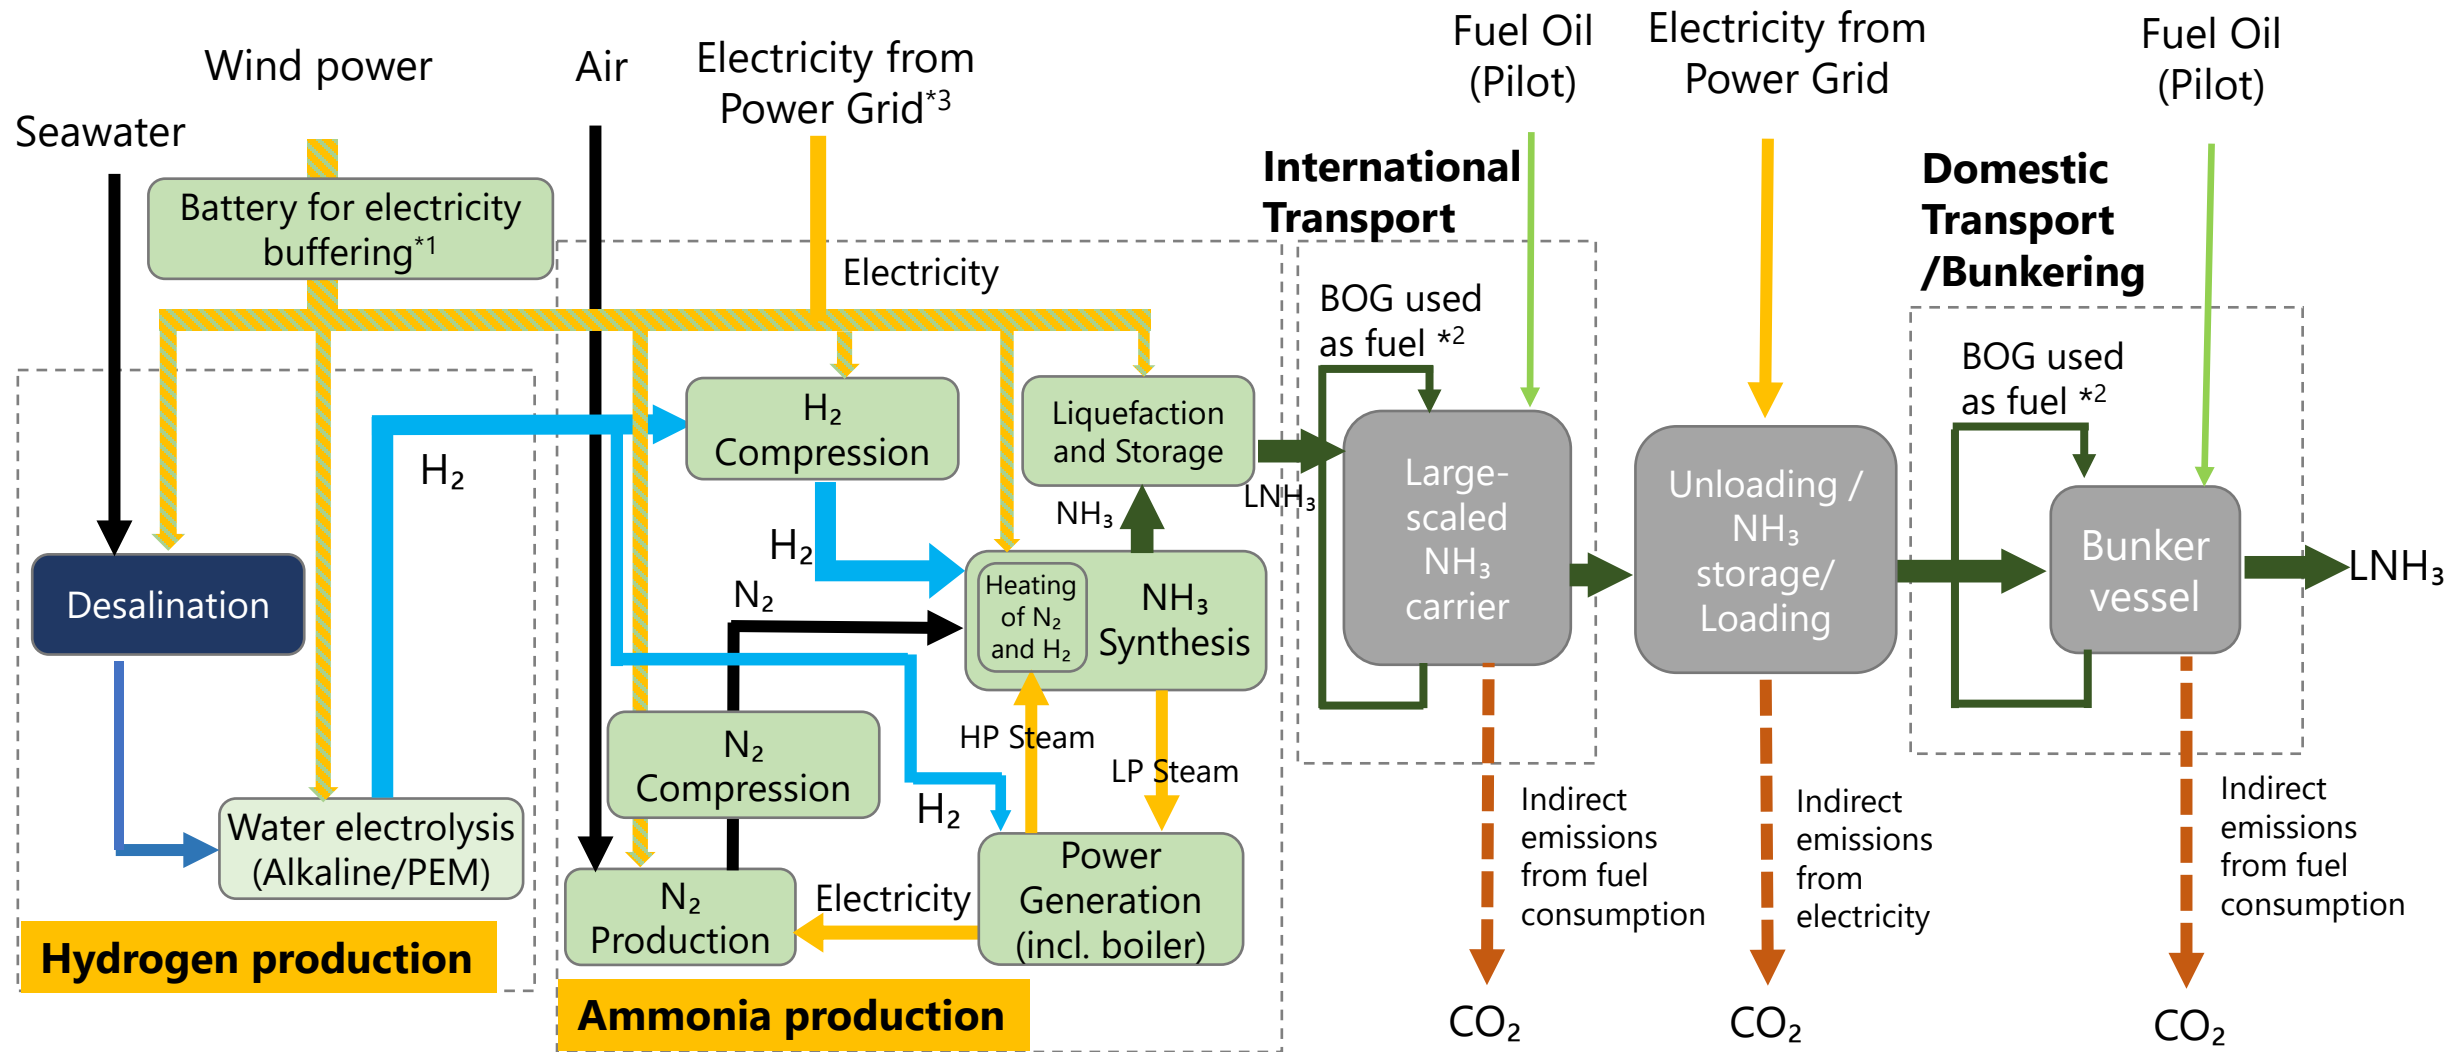 Wind power
Seawater
Air
Electricity from
Power Grid*3
Fuel Oil
(Pilot)
Electricity from
Power Grid
Fuel Oil
(Pilot)
Battery for electricity
buffering*1
Electricity
International
Transport
Domestic
Transport
/Bunkering
BOG used
as fuel *2
BOG used
as fuel *2
H₂
Compression
Liquefaction
and Storage
H₂
NH₃
LNH₃
H₂
Large-
scaled
NH₃
carrier
Unloading /
NH₃
storage/
Loading
Bunker
vessel
LNH₃
Desalination
N₂
Heating
of N₂
and H₂
NH₃
Synthesis
HP Steam
LP Steam
N₂
Compression
H₂
Water electrolysis
(Alkaline/PEM)
N₂
Production
Electricity
Power
Generation
(incl. boiler)
Indirect
emissions
from fuel
consumption
Indirect
emissions
from
electricity
Indirect
emissions
from fuel
consumption
Hydrogen production
Ammonia production
CO₂
CO₂
CO₂